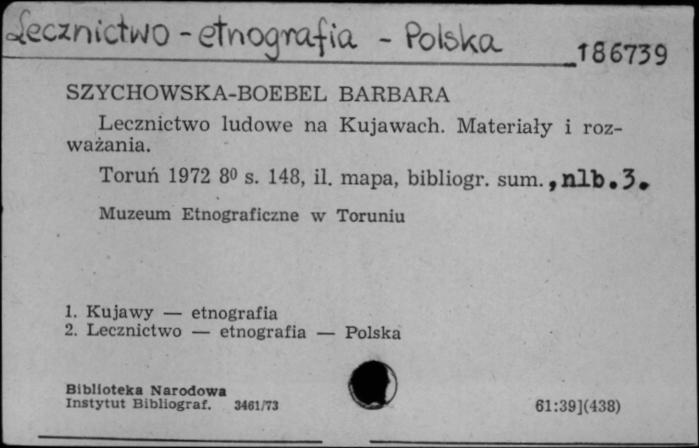 Lecznictwo - etnografia - Polska
186739
SZYCHOWSKA-BOEBEL BARBARA
Lecznictwo ludowe na Kujawach. Materiały i roz-
ważania.
Toruń 1972 8⁰ s. 148, il. mapa, bibliogr. sum., nlb.3.
Muzeum Etnograficzne w Toruniu
1. Kujawy — etnografia
2. Lecznictwo — etnografia — Polska
Biblioteka Narodowa
Instytut Bibliograf. 3461/73
61:39](438)